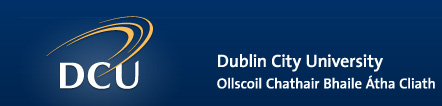 DCU
Dublin City University
Ollscoil Chathair Bhaile Átha Cliath